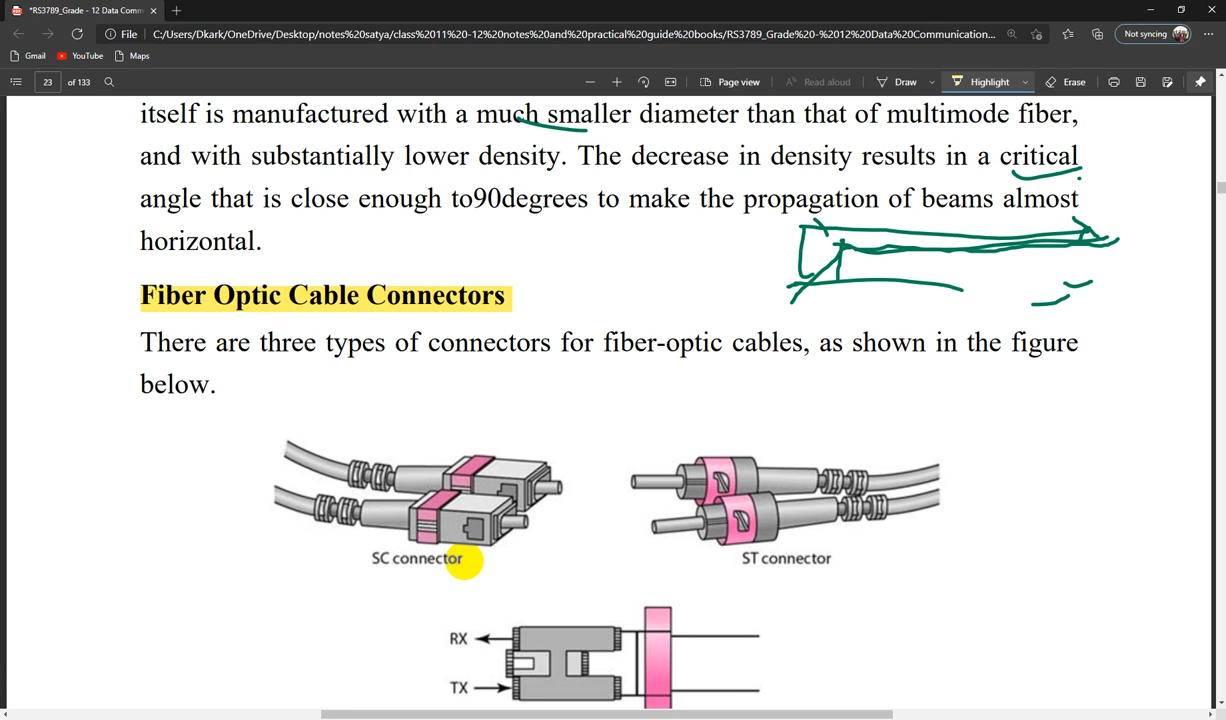 *RS3789_Grade - 12 Data Comm
File
C:/Users/Dkark/OneDrive/Desktop/notes%20satya/class%2011%20-12%20notes%20and%20practical%20guide%20books/RS3789_Grade%20-%2012%20Data%20Communication...
Not syncing
Gmail
YouTube
Maps
23 of 133
Page view
Read aloud
Draw
Highlight
Erase
itself is manufactured with a much smaller diameter than that of multimode fiber,
and with substantially lower density. The decrease in density results in a critical
angle that is close enough to90degrees to make the propagation of beams almost
horizontal.
Fiber Optic Cable Connectors
There are three types of connectors for fiber-optic cables, as shown in the figure
below.
SC connector
ST connector
RX
TX